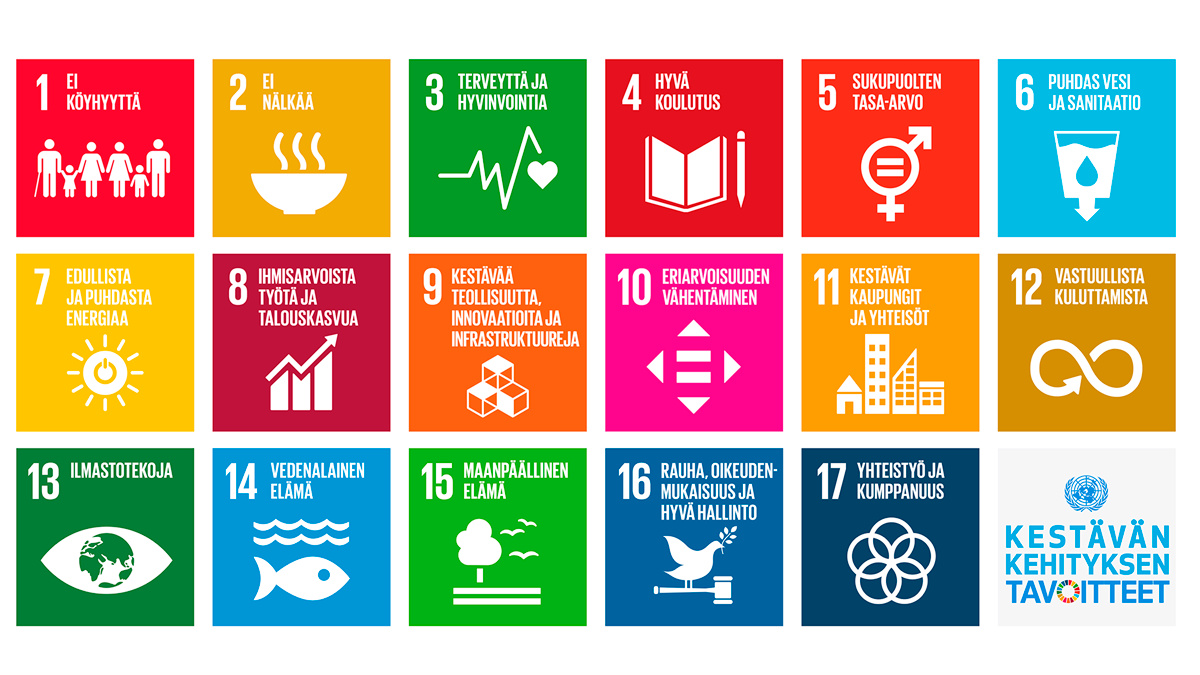 1 EI
KÖYHYYTTÄ
2 EI
NÄLKÄÄ
3 TERVEYTTÄ JA
HYVINVOINTIA
4 HYVÄ
KOULUTUS
5 SUKUPUOLTEN
TASA-ARVO
6 PUHDAS VESI
JA SANITAATIO
7 EDULLISTA
JA PUHDASTA
ENERGIAA
8 IHMISARVOISTA
TYÖTÄ JA
TALOUSKASVUA
9 KESTÄVÄÄ
TEOLLISUUTTA,
INNOVAATIOITA JA
INFRASTRUKTUUREJA
10 ERIARVOISUUDEN
VÄHENTÄMINEN
11 KESTÄVÄT
KAUPUNGIT
JA YHTEISÖT
12 VASTUULLISTA
KULUTTAMISTA
13 ILMASTOTEKOJA
14 VEDENALAINEN
ELÄMÄ
15 MAANPÄÄLLINEN
ELÄMÄ
16 RAUHA, OIKEUDEN-
MUKAISUUS JA
HYVÄ HALLINTO
17 YHTEISTYÖ JA
KUMPPANUUS
KESTÄVÄN
KEHITYKSEN
TAVOITTEET